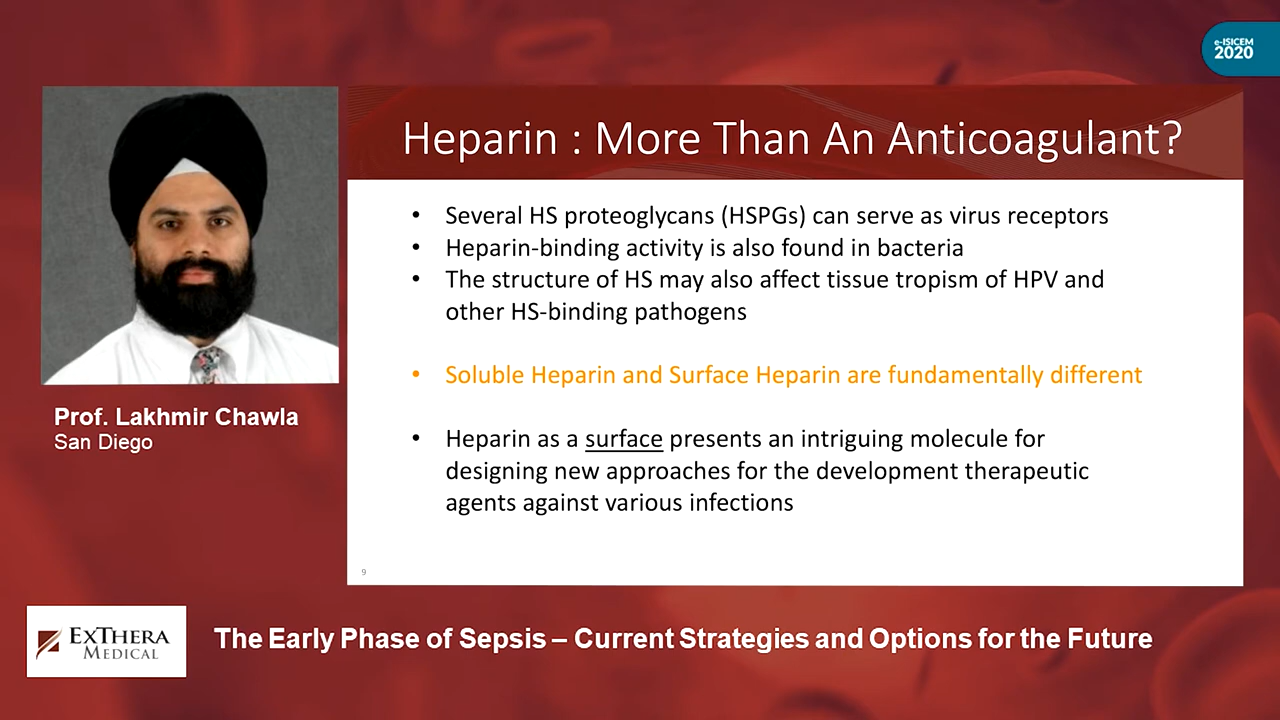 e-ISICEM
2020
Heparin : More Than An Anticoagulant?
• Several HS proteoglycans (HSPGs) can serve as virus receptors
• Heparin-binding activity is also found in bacteria
• The structure of HS may also affect tissue tropism of HPV and
other HS-binding pathogens
• Soluble Heparin and Surface Heparin are fundamentally different
• Heparin as a surface presents an intriguing molecule for
designing new approaches for the development therapeutic
agents against various infections
9
Prof. Lakhmir Chawla
San Diego
EXTHERA
MEDICAL
The Early Phase of Sepsis – Current Strategies and Options for the Future